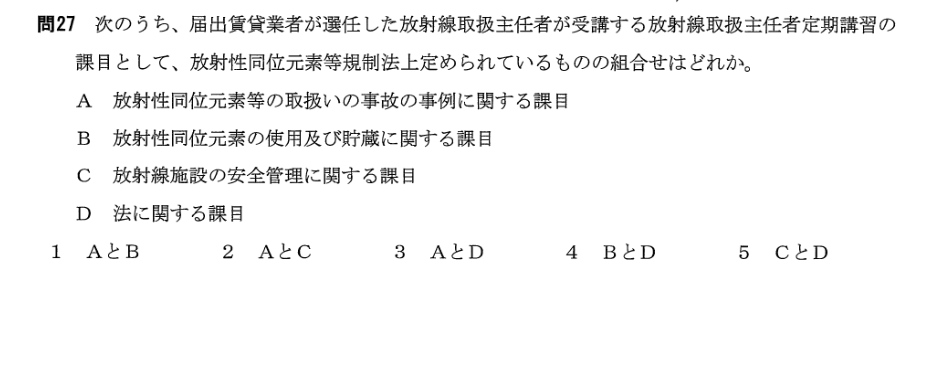 問27　次のうち、届出賃貸業者が選任した放射線取扱主任者が受講する放射線取扱主任者定期講習の
課目として、放射性同位元素等規制法上定められているものの組合せはどれか。
A　放射性同位元素等の取扱いの事故の事例に関する課目
B　放射性同位元素の使用及び貯蔵に関する課目
C　放射線施設の安全管理に関する課目
D　法に関する課目
1　AとB　2　AとC　3　AとD　4　BとD　5　CとD